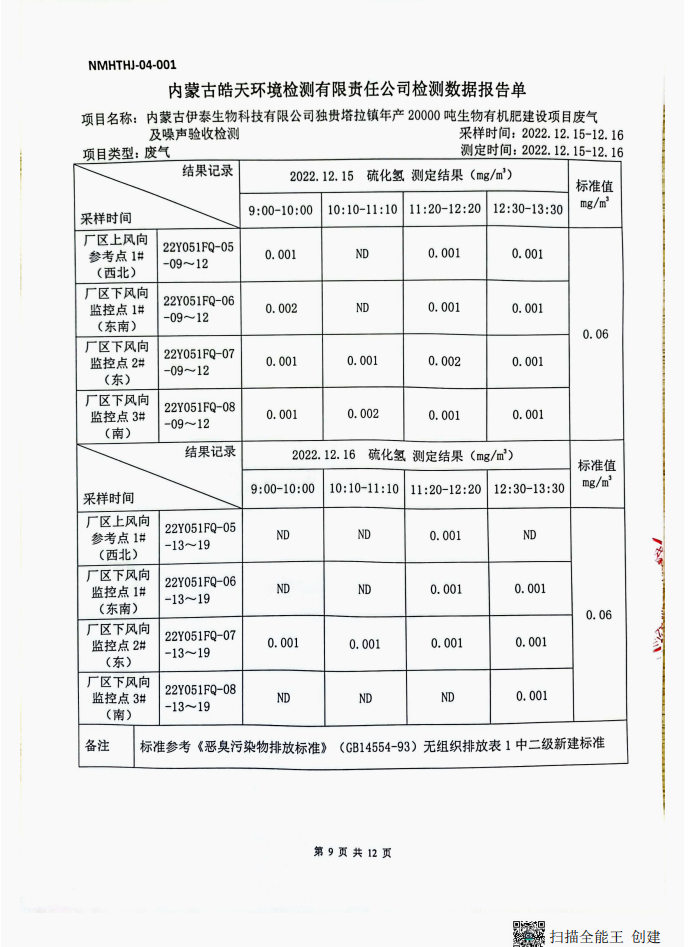 NMHTHJ-04-001
内蒙古皓天环境检测有限责任公司检测数据报告单
项目名称：内蒙古伊泰生物科技有限公司独贵塔拉镇年产 20000 吨生物有机肥建设项目废气
及噪声验收检测
采样时间：2022.12.15-12.16
项目类型：废气
测定时间：2022.12.15-12.16
结果记录
采样时间
2022.12.15 硫化氢 测定结果（mg/m³）
标准值
mg/m³
9:00-10:00 10:10-11:10 11:20-12:20 12:30-13:30
厂区上风向
参考点 1#
（西北）
22Y051FQ-05
-09～12
0.001 ND 0.001 0.001
厂区下风向
监控点 1#
（东南）
22Y051FQ-06
-09～12
0.002 ND 0.001 0.001
厂区下风向
监控点 2#
（东）
22Y051FQ-07
-09～12
0.001 0.001 0.002 0.001
厂区下风向
监控点 3#
（南）
22Y051FQ-08
-09～12
0.001 0.002 0.001 0.001
0.06
结果记录
采样时间
2022.12.16 硫化氢 测定结果（mg/m³）
标准值
mg/m³
9:00-10:00 10:10-11:10 11:20-12:20 12:30-13:30
厂区上风向
参考点 1#
（西北）
22Y051FQ-05
-13～19
ND ND 0.001 ND
厂区下风向
监控点 1#
（东南）
22Y051FQ-06
-13～19
ND ND 0.001 0.001
厂区下风向
监控点 2#
（东）
22Y051FQ-07
-13～19
0.001 0.001 0.001 0.001
厂区下风向
监控点 3#
（南）
22Y051FQ-08
-13～19
ND ND ND 0.001
0.06
备注 标准参考《恶臭污染物排放标准》（GB14554-93）无组织排放表 1 中二级新建标准
第 9 页 共 12 页
扫描全能王 创建